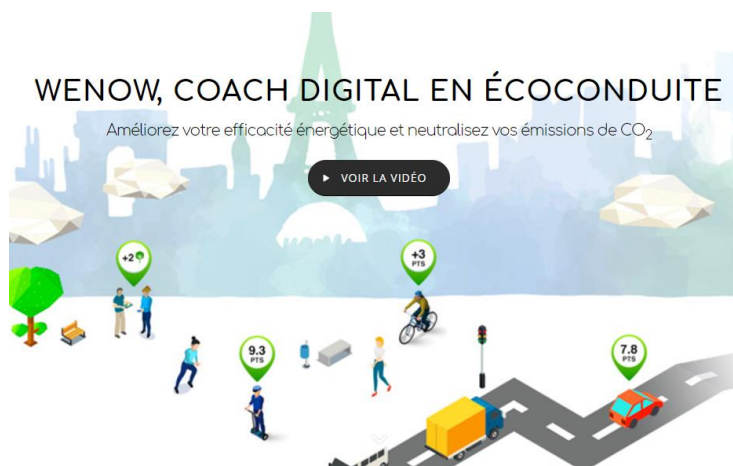 WENOW, COACH DIGITAL EN ÉCOCONDUITE
Améliorez votre efficacité énergétique et neutralisez vos émissions de CO₂
VOIR LA VIDÉO
+2
+3
PTS
9.3
PTS
7.8
PTS